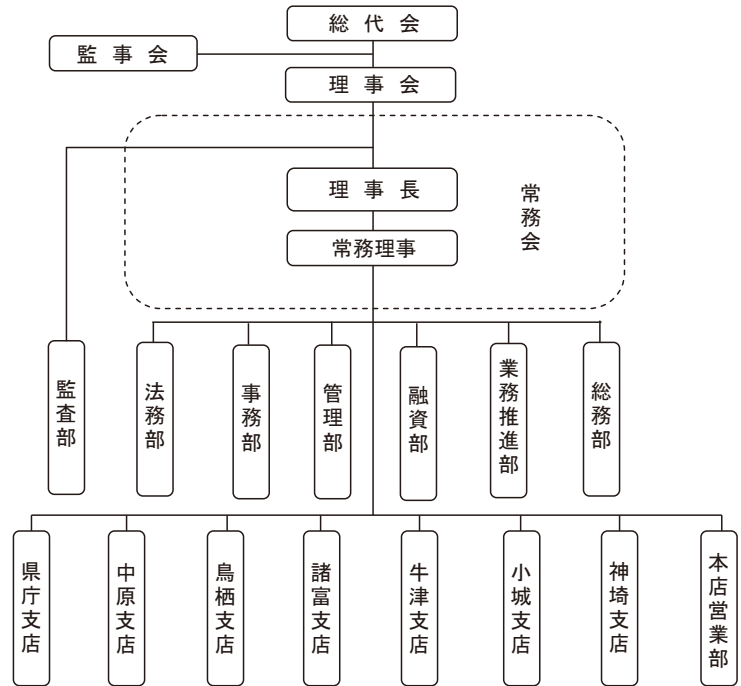 総代会
監事会
理事会
理事長
常務会
常務理事
監査部
法務部
事務部
管理部
融資部
業務推進部
総務部
県庁支店
中原支店
鳥栖支店
諸富支店
牛津支店
小城支店
神埼支店
本店営業部